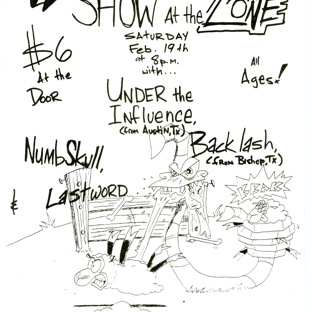 SHOW At the ZONE
SATURDAY
Feb. 19th
at 8 p.m.
with...
$6
At the
DOOR
All
Ages!
UNDER the
Influence,
(from Austin, Tx)
Backlash,
(from Bishop, Tx)
NumbSkull,
& Lastword